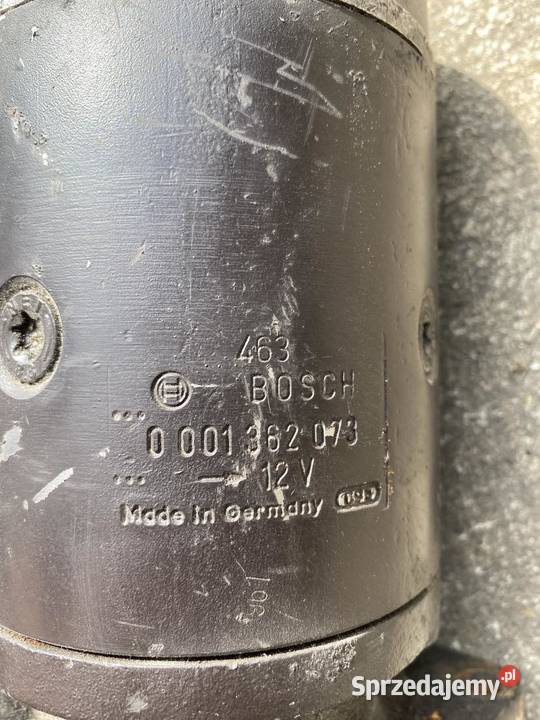 463
BOSCH
0 001 362 073
12 V
Made in Germany
Sprzedajemy.pl